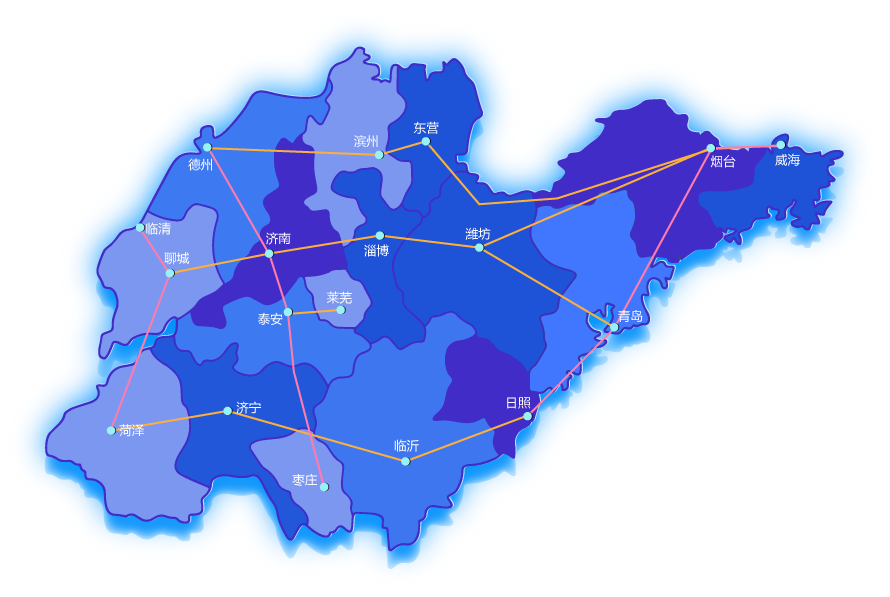 东营
滨州
烟台
威海
德州
临清
潍坊
济南
淄博
聊城
莱芜
泰安
青岛
日照
济宁
菏泽
临沂
枣庄